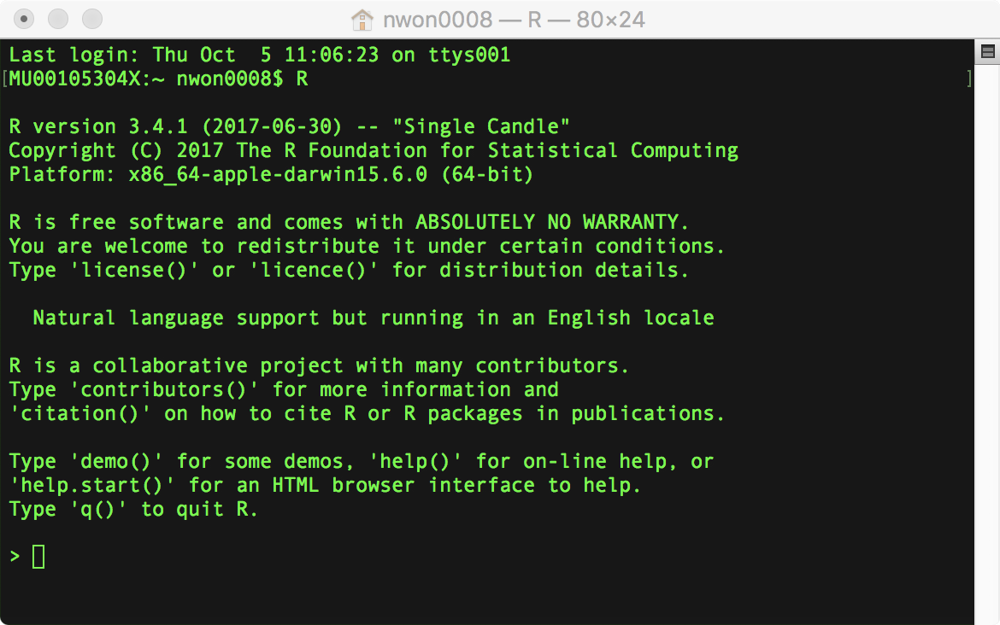 nwon0008 — R — 80×24
Last login: Thu Oct  5 11:06:23 on ttys001
[MU00105304X:~ nwon0008$ R ]
R version 3.4.1 (2017-06-30) -- "Single Candle"
Copyright (C) 2017 The R Foundation for Statistical Computing
Platform: x86_64-apple-darwin15.6.0 (64-bit)
R is free software and comes with ABSOLUTELY NO WARRANTY.
You are welcome to redistribute it under certain conditions.
Type 'license()' or 'licence()' for distribution details.
  Natural language support but running in an English locale
R is a collaborative project with many contributors.
Type 'contributors()' for more information and
'citation()' on how to cite R or R packages in publications.
Type 'demo()' for some demos, 'help()' for on-line help, or
'help.start()' for an HTML browser interface to help.
Type 'q()' to quit R.
>